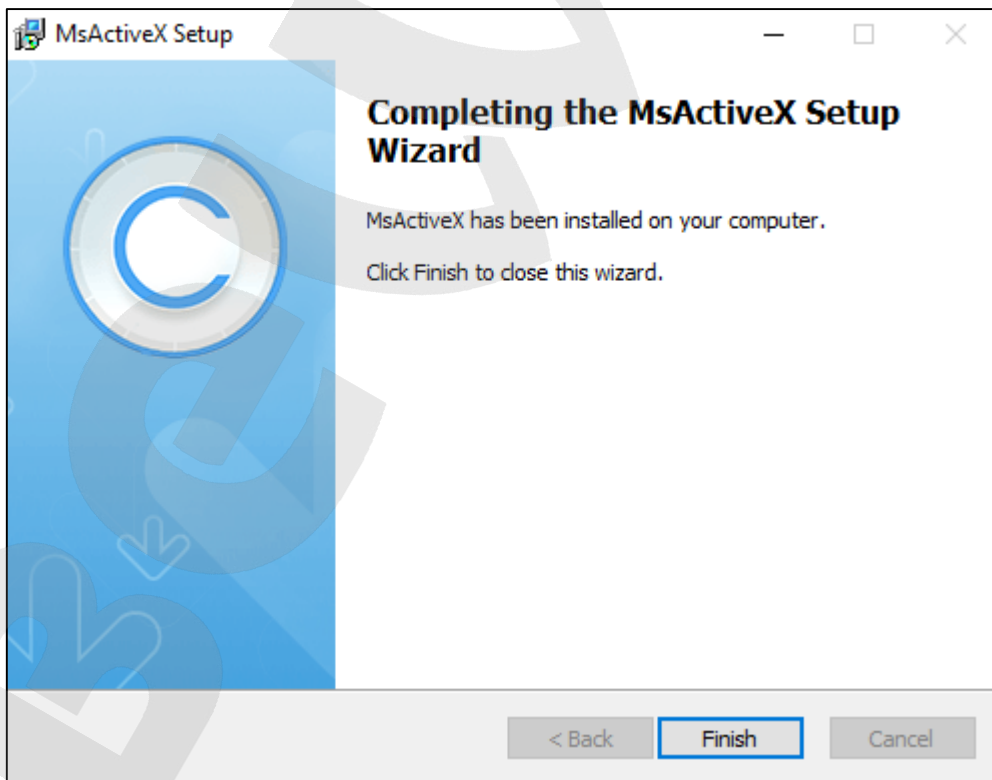 MsActiveX Setup
Completing the MsActiveX Setup
Wizard
MsActiveX has been installed on your computer.
Click Finish to close this wizard.
< Back
Finish
Cancel